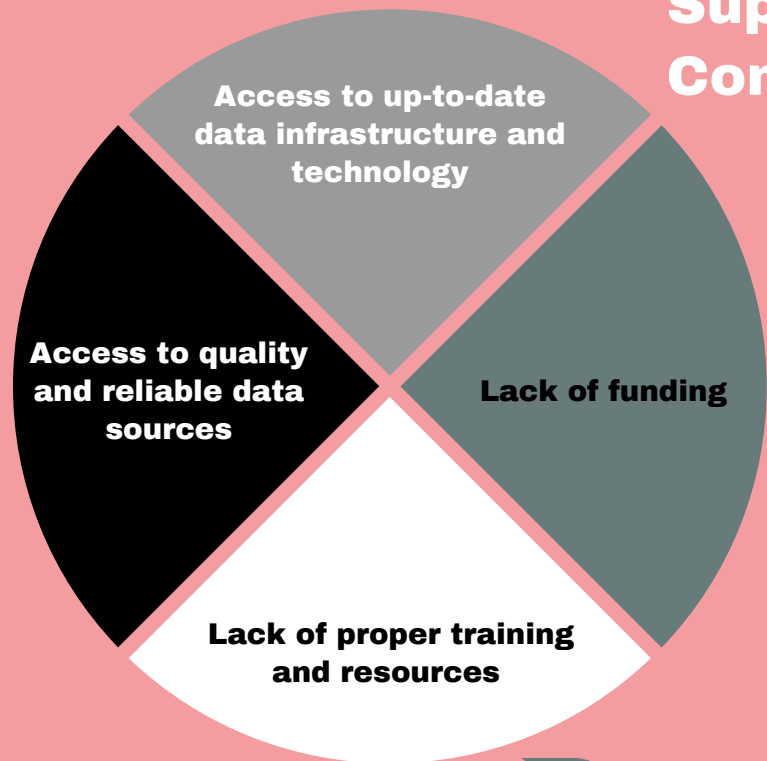 Access to up-to-date
data infrastructure and
technology
Access to quality
and reliable data
sources
Lack of funding
Lack of proper training
and resources